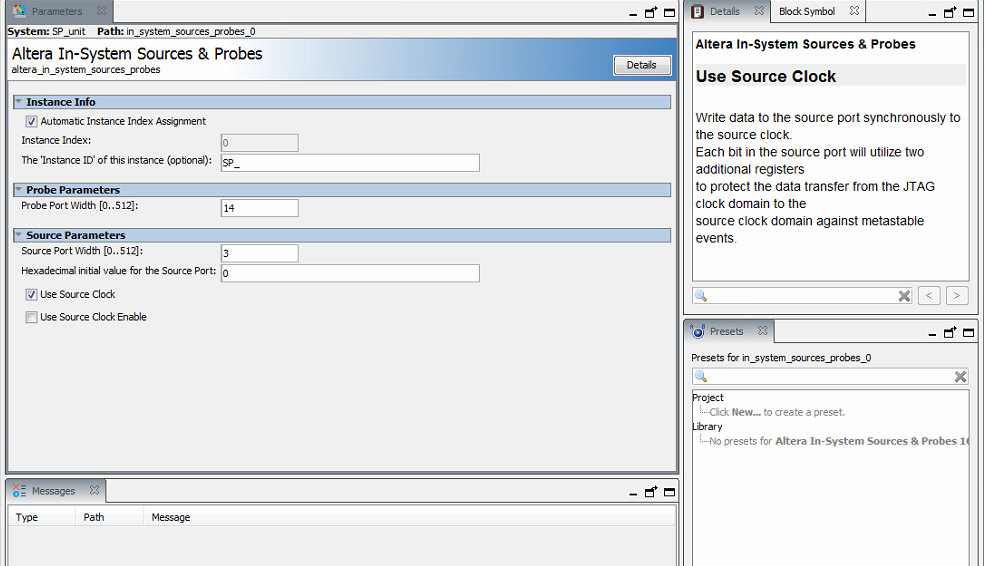 Parameters
System: SP_unit Path: in_system_sources_probes_0
Altera In-System Sources & Probes
altera_in_system_sources_probes
Details
Instance Info
Automatic Instance Index Assignment
Instance Index: 0
The 'Instance ID' of this instance (optional): SP_
Probe Parameters
Probe Port Width [0..512]: 14
Source Parameters
Source Port Width [0..512]: 3
Hexadecimal initial value for the Source Port: 0
Use Source Clock
Use Source Clock Enable
Messages
Type Path Message
Details Block Symbol
Altera In-System Sources & Probes
Use Source Clock
Write data to the source port synchronously to
the source clock.
Each bit in the source port will utilize two
additional registers
to protect the data transfer from the JTAG
clock domain to the
source clock domain against metastable
events.
< >
Presets
Presets for in_system_sources_probes_0
Project
Click New... to create a preset.
Library
No presets for Altera In-System Sources & Probes 16